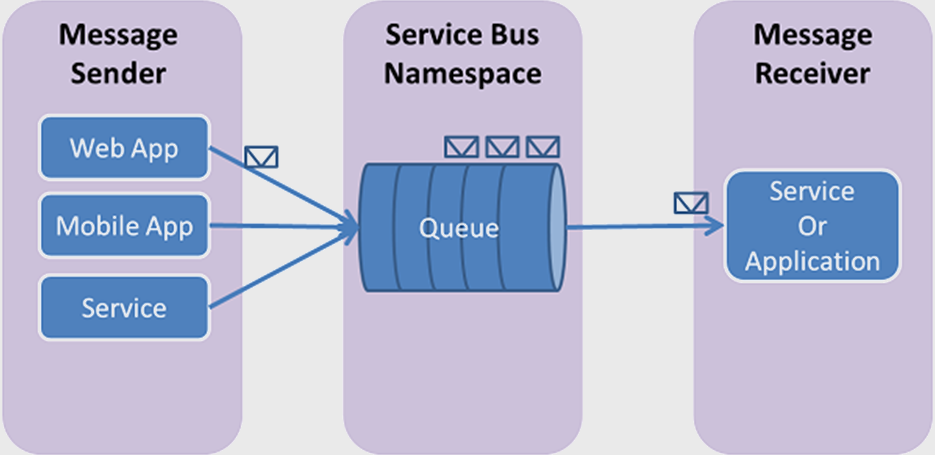 Message
Sender
Web App
Mobile App
Service
Service Bus
Namespace
Queue
Message
Receiver
Service
Or
Application